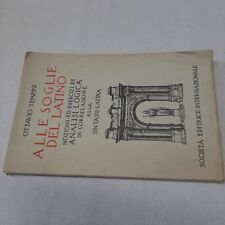 OTTAVIO TEMPINI
ALLE SOGLIE
DEL LATINO
NOZIONI ED ESERCIZI DI
ANALISI LOGICA
IN CORRELAZIONE
ALLA
SINTASSI LATINA
SOCIETÀ EDITRICE INTERNAZIONALE